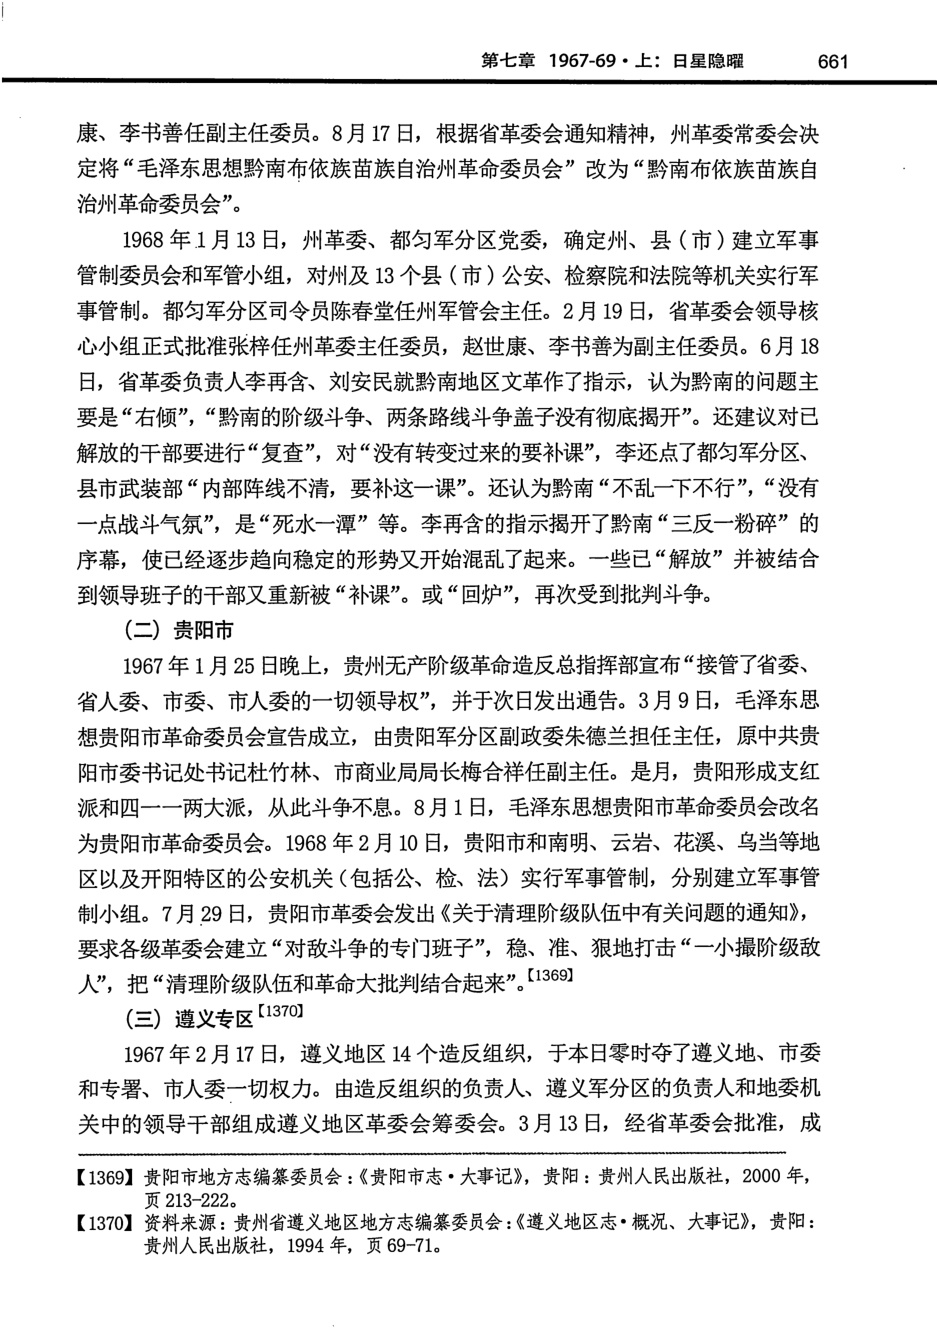 第七章 1967-69·上：日星隐曜 661
康、李书善任副主任委员。8月17日，根据省革委会通知精神，州革委常委会决
定将“毛泽东思想黔南布依族苗族自治州革命委员会”改为“黔南布依族苗族自
治州革命委员会”。
1968年1月13日，州革委、都匀军分区党委，确定州、县（市）建立军事
管制委员会和军管小组，对州及13个县（市）公安、检察院和法院等机关实行军
事管制。都匀军分区司令员陈春堂任州军管会主任。2月19日，省革委会领导核
心小组正式批准张梓任州革委主任委员，赵世康、李书善为副主任委员。6月18
日，省革委负责人李再含、刘安民就黔南地区文革作了指示，认为黔南的问题主
要是“右倾”，“黔南的阶级斗争、两条路线斗争盖子没有彻底揭开”。还建议对已
解放的干部要进行“复查”，对“没有转变过来的要补课”，李还点了都匀军分区、
县市武装部“内部阵线不清，要补这一课”。还认为黔南“不乱一下不行”，“没有
一点战斗气氛”，是“死水一潭”等。李再含的指示揭开了黔南“三反一粉碎”的
序幕，使已经逐步趋向稳定的形势又开始混乱了起来。一些已“解放”并被结合
到领导班子的干部又重新被“补课”。或“回炉”，再次受到批判斗争。
（二）贵阳市
1967年1月25日晚上，贵州无产阶级革命造反总指挥部宣布“接管了省委、
省人委、市委、市人委的一切领导权”，并于次日发出通告。3月9日，毛泽东思
想贵阳市革命委员会宣告成立，由贵阳军分区副政委朱德兰担任主任，原中共贵
阳市委书记处书记杜竹林、市商业局局长梅合祥任副主任。是月，贵阳形成支红
派和四一一两大派，从此斗争不息。8月1日，毛泽东思想贵阳市革命委员会改名
为贵阳市革命委员会。1968年2月10日，贵阳市和南明、云岩、花溪、乌当等地
区以及开阳特区的公安机关（包括公、检、法）实行军事管制，分别建立军事管
制小组。7月29日，贵阳市革委会发出《关于清理阶级队伍中有关问题的通知》，
要求各级革委会建立“对敌斗争的专门班子”，稳、准、狠地打击“一小撮阶级敌
人”，把“清理阶级队伍和革命大批判结合起来”。【1369】
（三）遵义专区【1370】
1967年2月17日，遵义地区14个造反组织，于本日零时夺了遵义地、市委
和专署、市人委一切权力。由造反组织的负责人、遵义军分区的负责人和地委机
关中的领导干部组成遵义地区革委会筹委会。3月13日，经省革委会批准，成
【1369】贵阳市地方志编纂委员会：《贵阳市志·大事记》，贵阳：贵州人民出版社，2000年，
页213-222。
【1370】资料来源：贵州省遵义地区地方志编纂委员会：《遵义地区志·概况、大事记》，贵阳：
贵州人民出版社，1994年，页69-71。